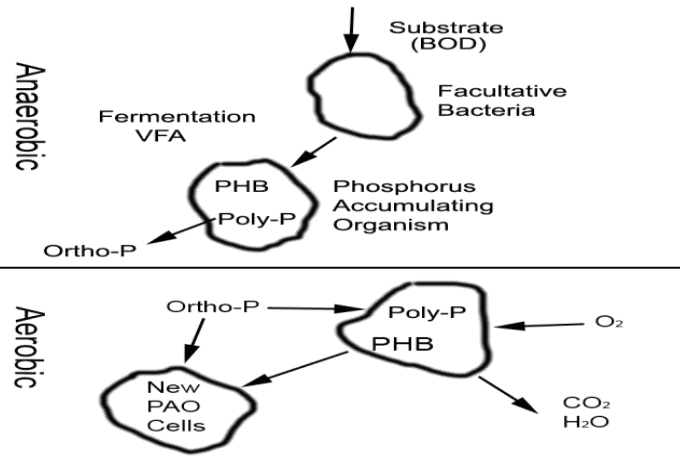 Anaerobic
Substrate
(BOD)
Facultative
Bacteria
Fermentation
VFA
PHB
Poly-P
Phosphorus
Accumulating
Organism
Ortho-P
Aerobic
Ortho-P
Poly-P
PHB
O₂
New
PAO
Cells
CO₂
H₂O